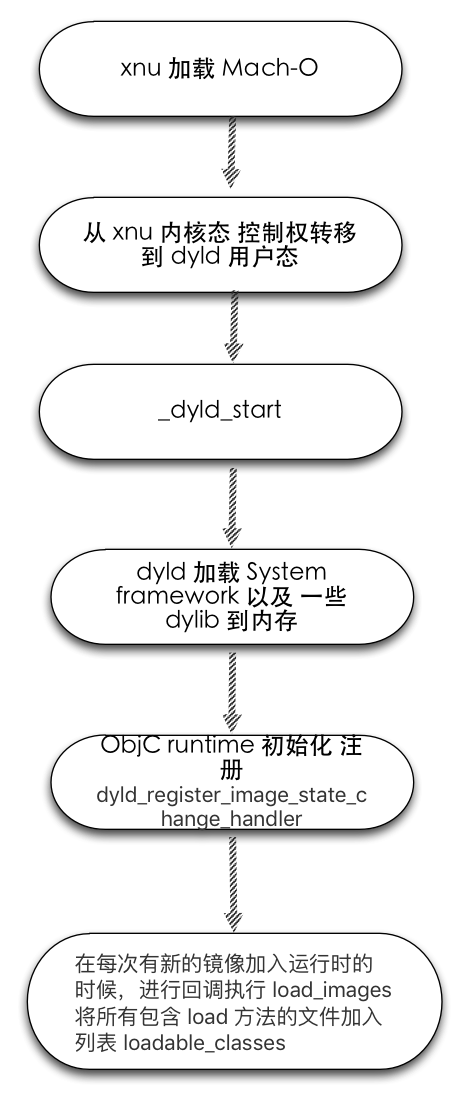 xnu 加载 Mach-O
从 xnu 内核态 控制权转移
到 dyld 用户态
_dyld_start
dyld 加载 System
framework 以及 一些
dylib 到内存
ObjC runtime 初始化 注
册
dyld_register_image_state_c
hange_handler
在每次有新的镜像加入运行时的
时候，进行回调执行 load_images
将所有包含 load 方法的文件加入
列表 loadable_classes